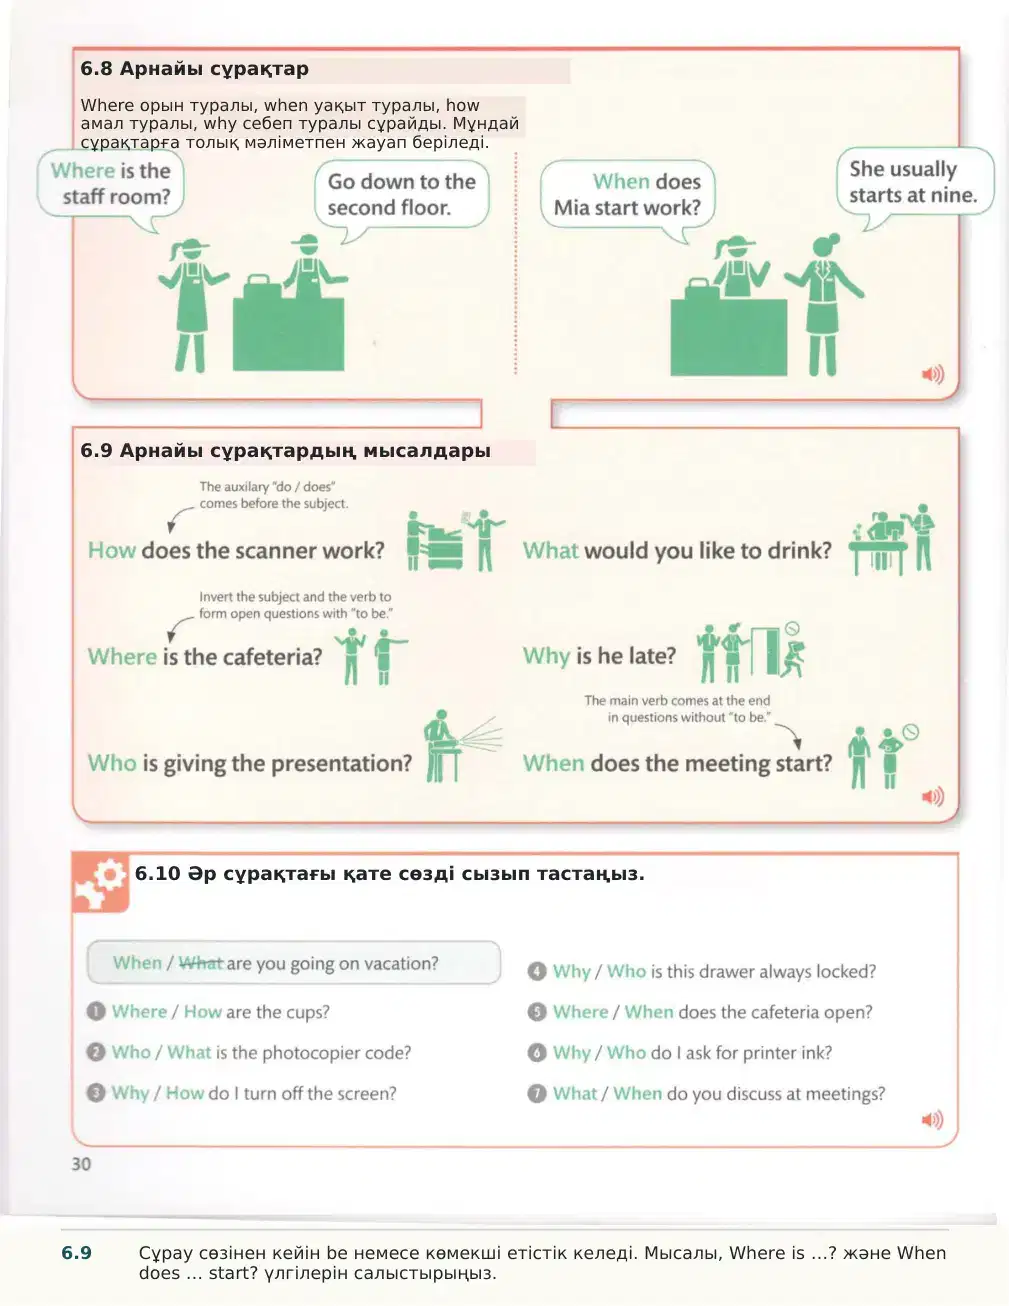 6.8 Арнайы сұрақтар
Where орын туралы, when уақыт туралы, how
амал туралы, why себеп туралы сұрайды. Мұндай
сұрақтарға толық мәліметпен жауап беріледі.
Where is the
staff room?
Go down to the
second floor.
When does
Mia start work?
She usually
starts at nine.
6.9 Арнайы сұрақтардың мысалдары
The auxilary "do / does"
comes before the subject.
How does the scanner work?
What would you like to drink?
Invert the subject and the verb to
form open questions with "to be."
Where is the cafeteria?
Why is he late?
The main verb comes at the end
in questions without "to be."
Who is giving the presentation?
When does the meeting start?
6.10 Әр сұрақтағы қате сөзді сызып тастаңыз.
When / What are you going on vacation?
1 Where / How are the cups?
2 Who / What is the photocopier code?
3 Why / How do I turn off the screen?
4 Why / Who is this drawer always locked?
5 Where / When does the cafeteria open?
6 Why / Who do I ask for printer ink?
7 What / When do you discuss at meetings?
30
6.9 Сұрау сөзінен кейін be немесе көмекші етістік келеді. Мысалы, Where is ...? және When
does ... start? үлгілерін салыстырыңыз.